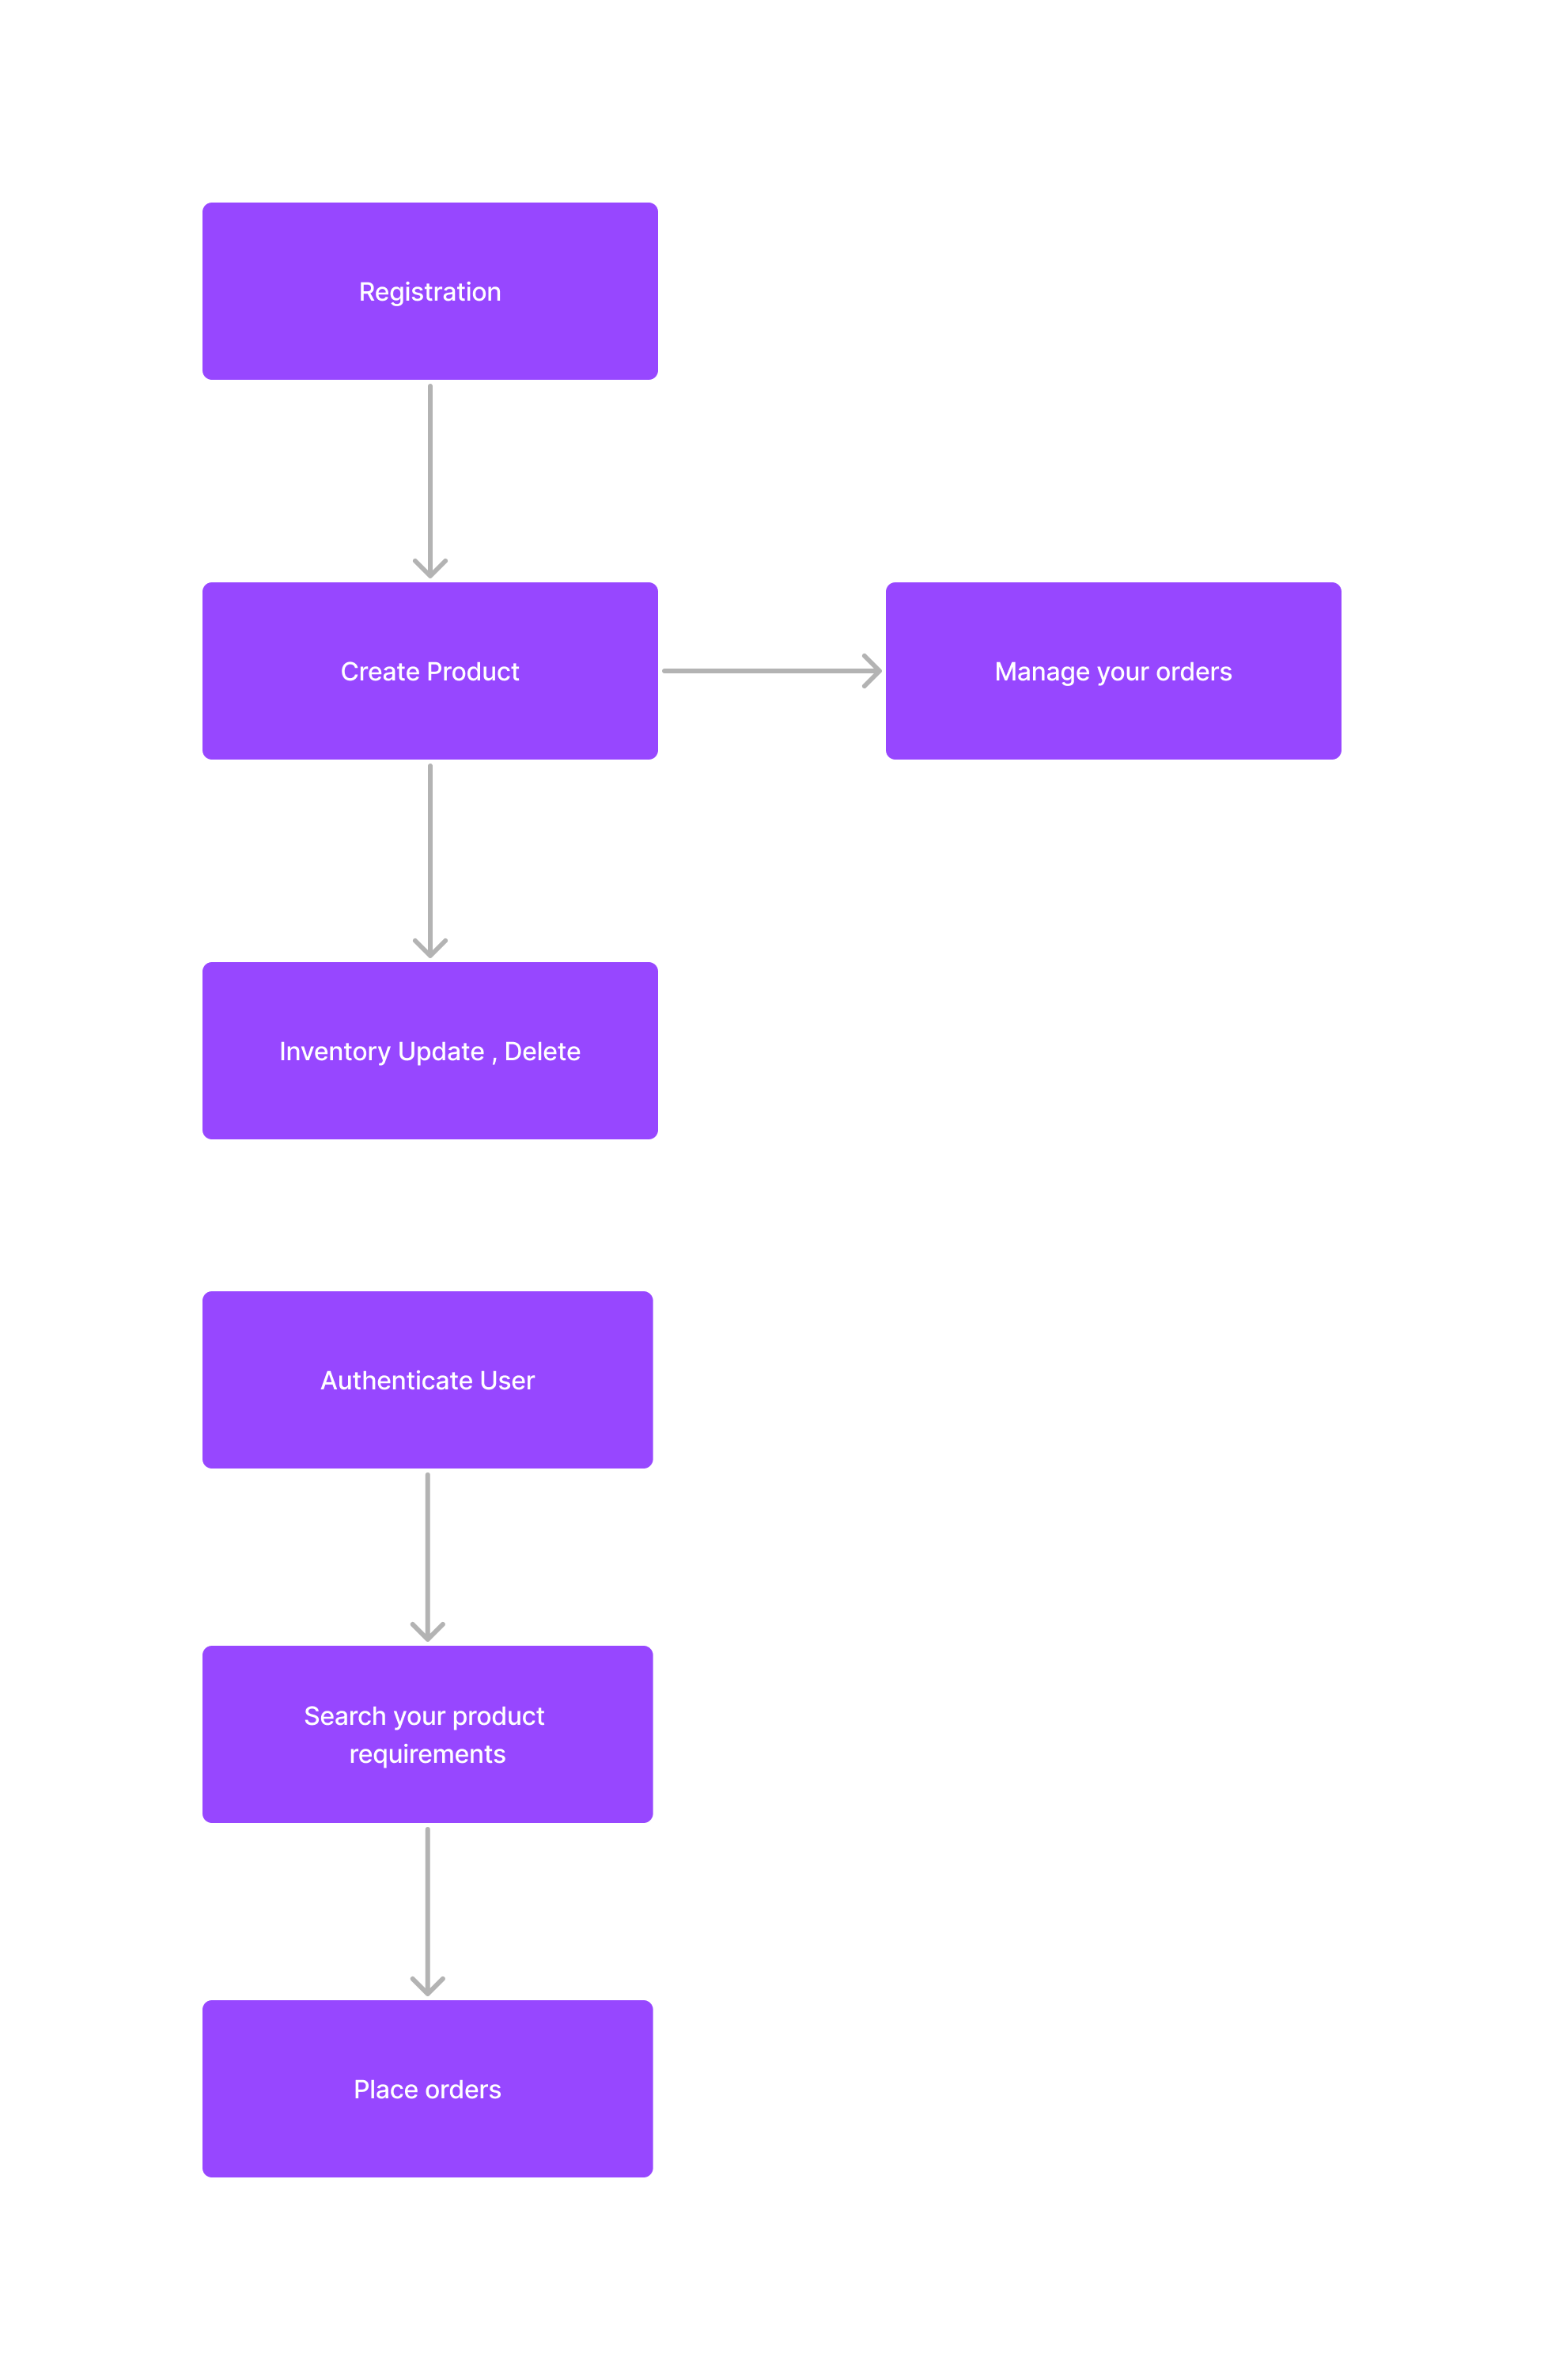 Registration
Create Product
Manage your orders
Inventory Update , Delete
Authenticate User
Search your product
requirements
Place orders